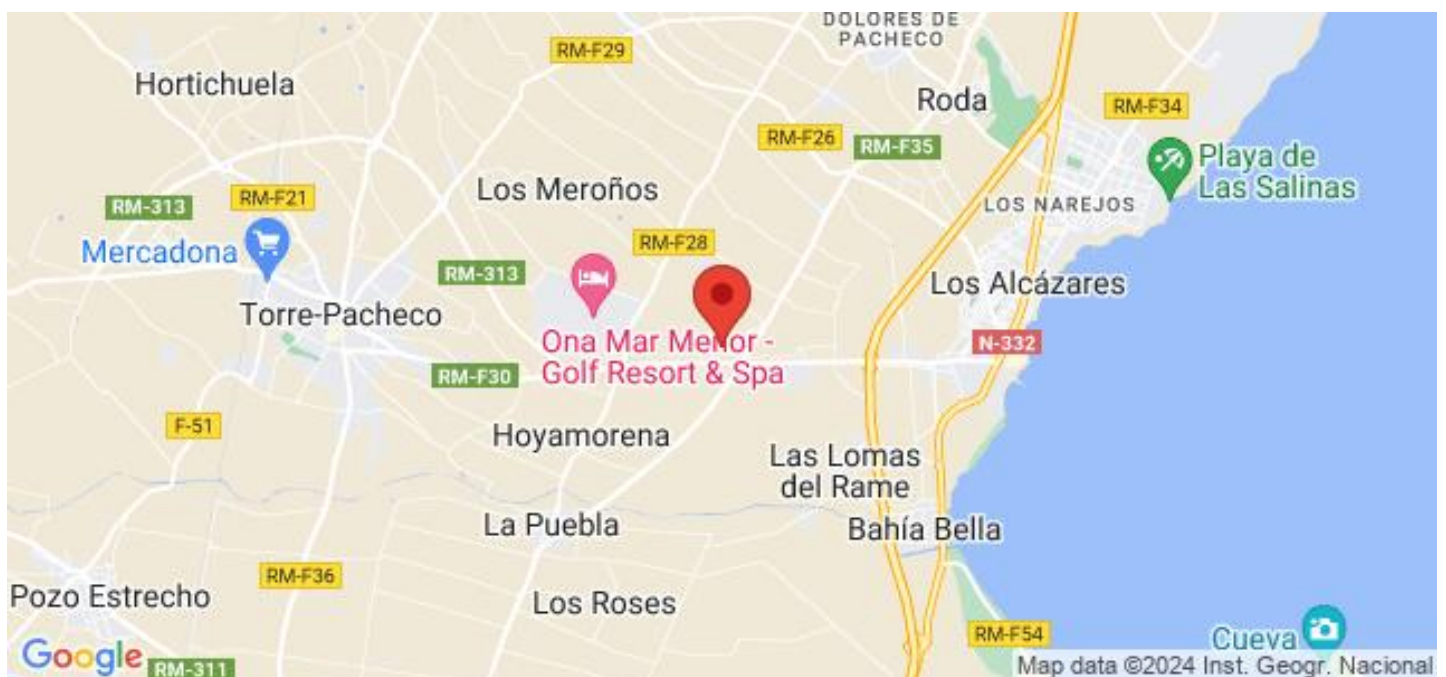 DOLORES DE
PACHECO
RM-F29
Hortichuela
Roda
RM-F34
RM-F26
RM-F35
Playa de
Las Salinas
Los Meroños
RM-F21
RM-313
LOS NAREJOS
Mercadona
RM-F28
RM-313
Los Alcázares
Torre-Pacheco
Ona Mar Menor -
Golf Resort & Spa
N-332
RM-F30
F-51
Hoyamorena
Las Lomas
del Rame
La Puebla
Bahía Bella
RM-F36
Pozo Estrecho
Los Roses
RM-F54
Cueva
Google
RM-311
Map data ©2024 Inst. Geogr. Nacional